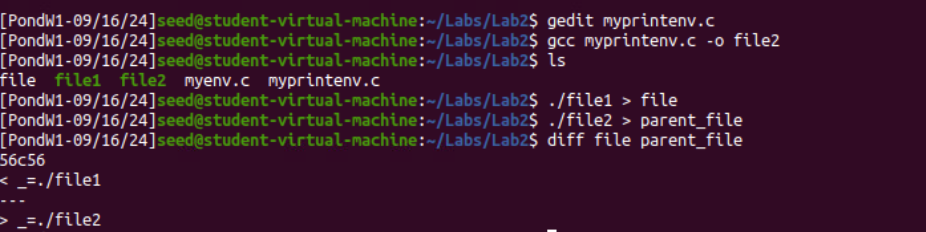 [PondW1-09/16/24]seed@student-virtual-machine:~/Labs/Lab2$ gedit myprintenv.c
[PondW1-09/16/24]seed@student-virtual-machine:~/Labs/Lab2$ gcc myprintenv.c -o file2
[PondW1-09/16/24]seed@student-virtual-machine:~/Labs/Lab2$ ls
file  file1  file2  myenv.c  myprintenv.c
[PondW1-09/16/24]seed@student-virtual-machine:~/Labs/Lab2$ ./file1 > file
[PondW1-09/16/24]seed@student-virtual-machine:~/Labs/Lab2$ ./file2 > parent_file
[PondW1-09/16/24]seed@student-virtual-machine:~/Labs/Lab2$ diff file parent_file
56c56
< _=./file1
---
> _=./file2